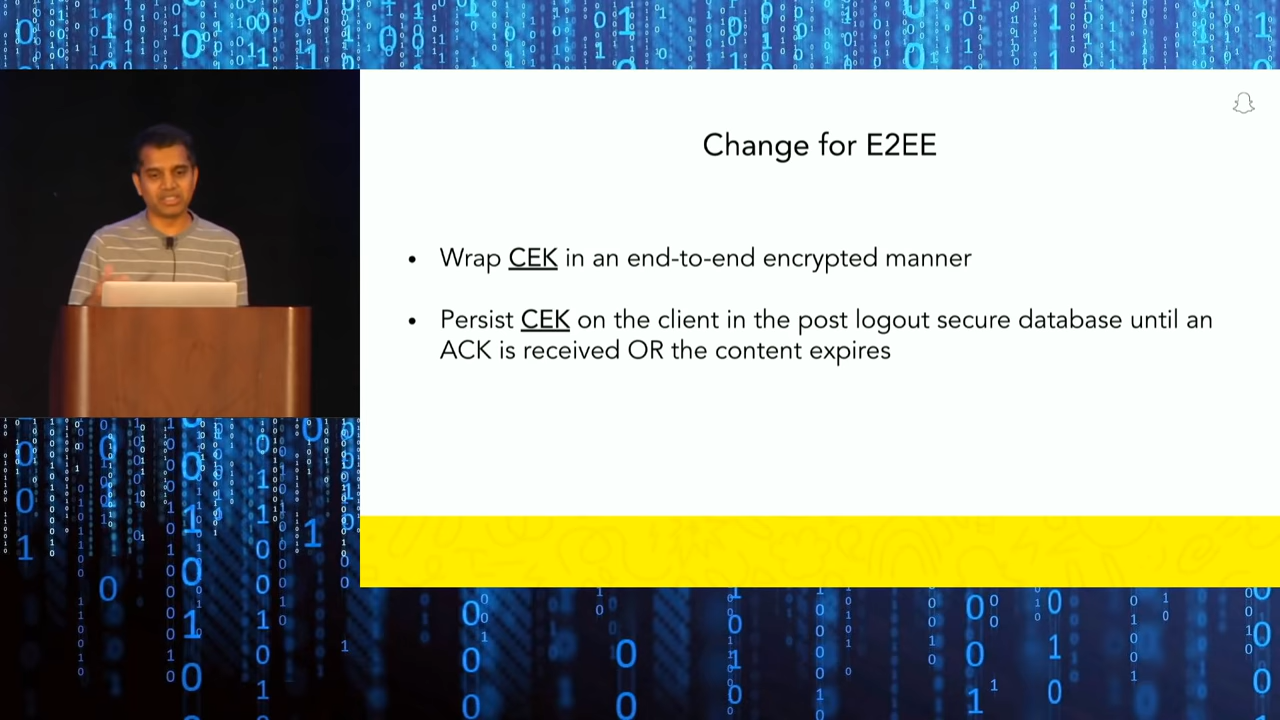 Change for E2EE
• Wrap CEK in an end-to-end encrypted manner
• Persist CEK on the client in the post logout secure database until an
ACK is received OR the content expires